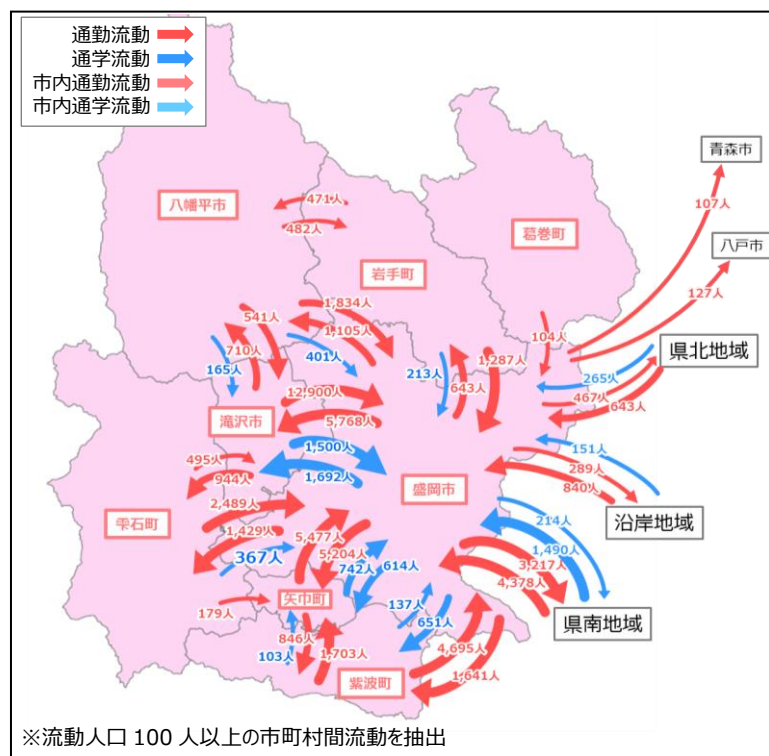 通勤流動
通学流動
市内通勤流動
市内通学流動
青森市
107人
八戸市
127人
八幡平市
471人
482人
葛巻町
岩手町
104人
県北地域
265人
467人
643人
541人
710人
165人
1,834人
1,105人
401人
213人
643人
1,287人
滝沢市
12,900人
5,768人
1,500人
1,692人
盛岡市
151人
289人
840人
沿岸地域
495人
944人
雫石町
2,489人
1,429人
367人
5,477人
5,204人
742人
614人
214人
1,490人
3,217人
4,378人
県南地域
179人
矢巾町
137人
651人
846人
103人
1,703人
紫波町
4,695人
1,641人
※流動人口 100 人以上の市町村間流動を抽出